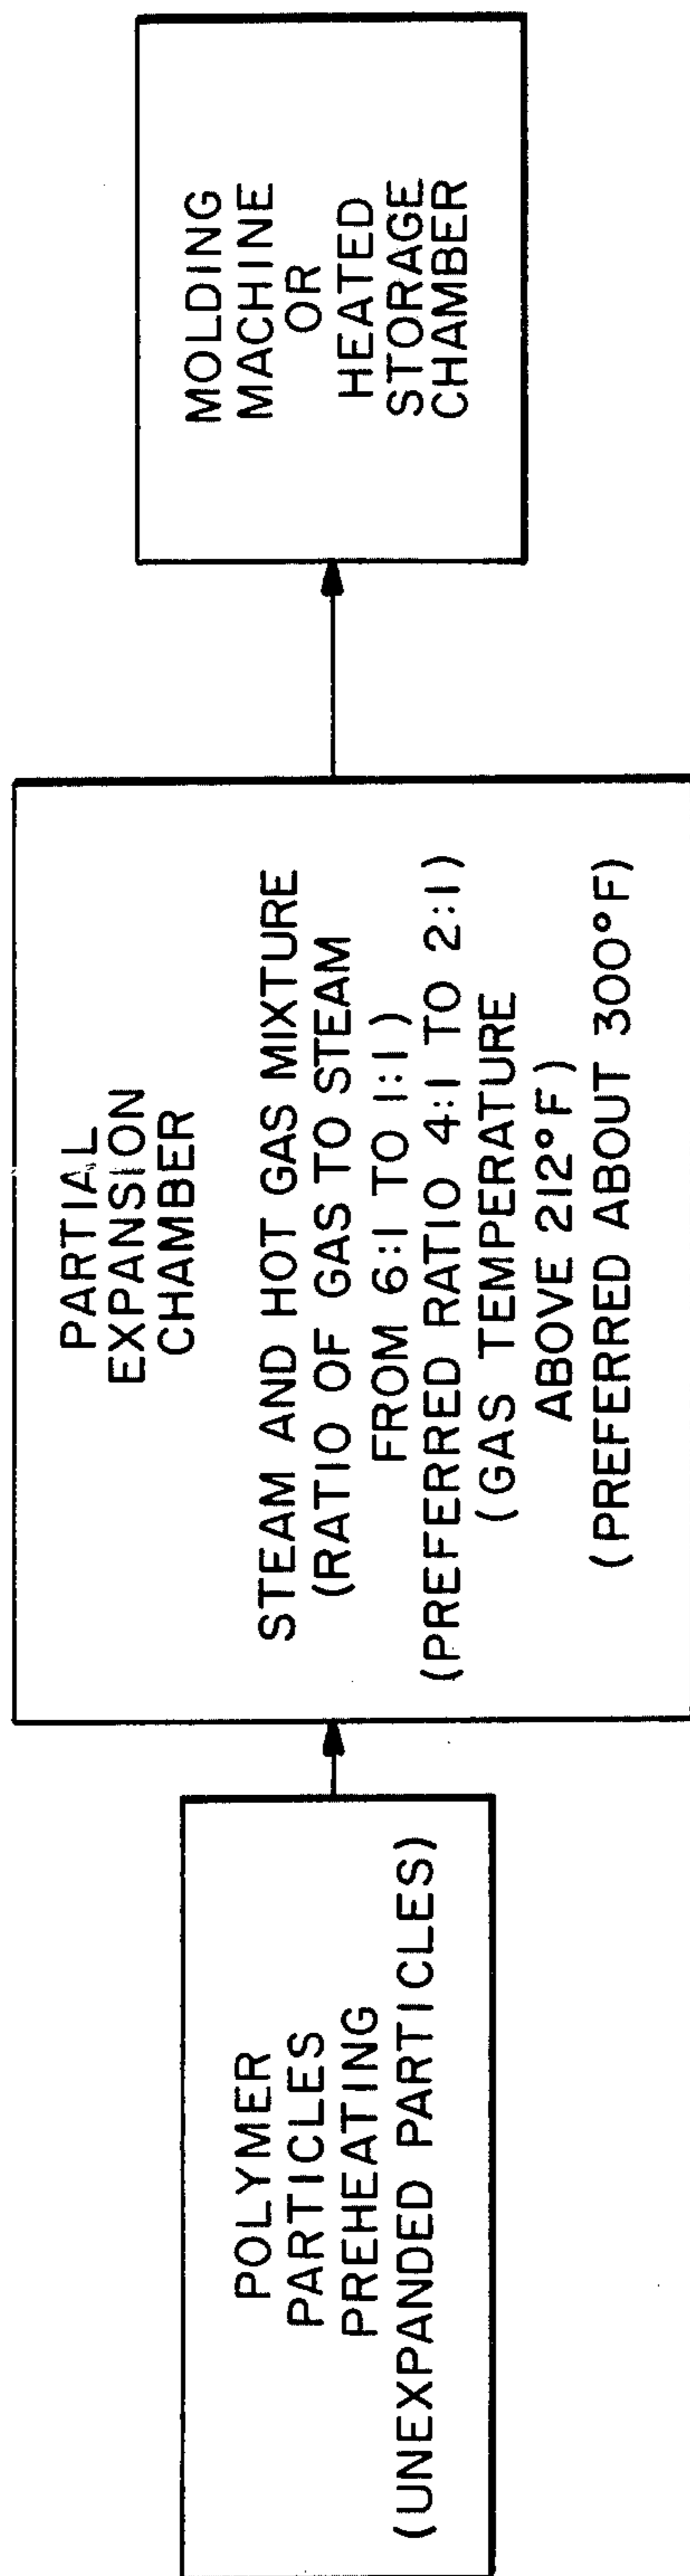 POLYMER
PARTICLES
PREHEATING
(UNEXPANDED PARTICLES)
PARTIAL
EXPANSION
CHAMBER
STEAM AND HOT GAS MIXTURE
(RATIO OF GAS TO STEAM
FROM 6:1 TO 1:1)
(PREFERRED RATIO 4:1 TO 2:1)
(GAS TEMPERATURE
ABOVE 212°F)
(PREFERRED ABOUT 300°F)
MOLDING
MACHINE
OR
HEATED
STORAGE
CHAMBER